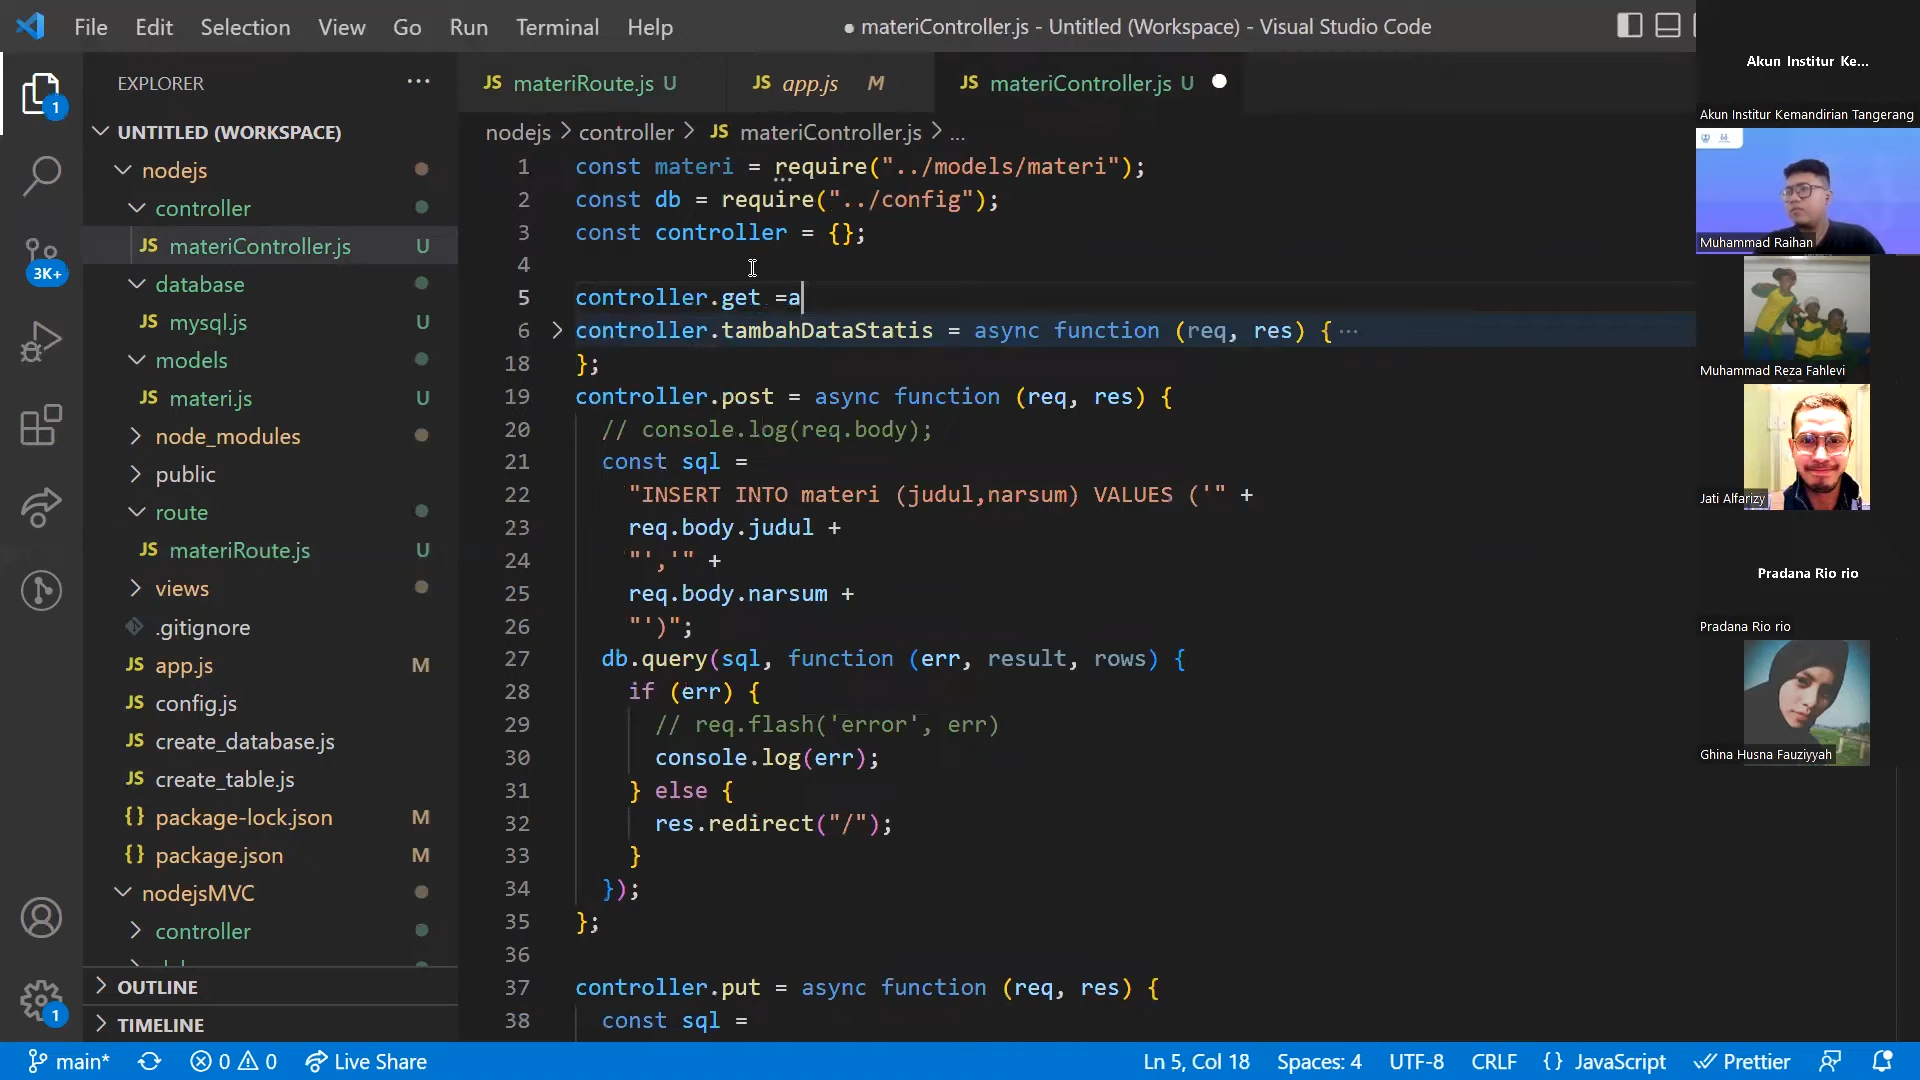 File Edit Selection View Go Run Terminal Help
● materiController.js - Untitled (Workspace) - Visual Studio Code
EXPLORER
UNTITLED (WORKSPACE)
nodejs
controller
JS materiController.js U
database
JS mysql.js U
models
JS materi.js U
node_modules
public
route
JS materiRoute.js U
views
.gitignore
JS app.js M
JS config.js
JS create_database.js
JS create_table.js
{} package-lock.json M
{} package.json M
nodejsMVC
controller
OUTLINE
TIMELINE
1
3K+
1
JS materiRoute.js U
JS app.js M
JS materiController.js U
nodejs > controller > JS materiController.js > ...
1 const materi = require("../models/materi");
2 const db = require("../config");
3 const controller = {};
4
5 controller.get =a
6 controller.tambahDataStatis = async function (req, res) { ...
18 };
19 controller.post = async function (req, res) {
20 // console.log(req.body);
21 const sql =
22 "INSERT INTO materi (judul,narsum) VALUES ('" +
23 req.body.judul +
24 "','" +
25 req.body.narsum +
26 "')";
27 db.query(sql, function (err, result, rows) {
28 if (err) {
29 // req.flash('error', err)
30 console.log(err);
31 } else {
32 res.redirect("/");
33 }
34 });
35 };
36
37 controller.put = async function (req, res) {
38 const sql =
Akun Institur Ke...
Akun Institur Kemandirian Tangerang
Muhammad Raihan
Muhammad Reza Fahlevi
Jati Alfarizy
Pradana Rio rio
Pradana Rio rio
Ghina Husna Fauziyyah
main* 0 0 Live Share
Ln 5, Col 18 Spaces: 4 UTF-8 CRLF {} JavaScript Prettier